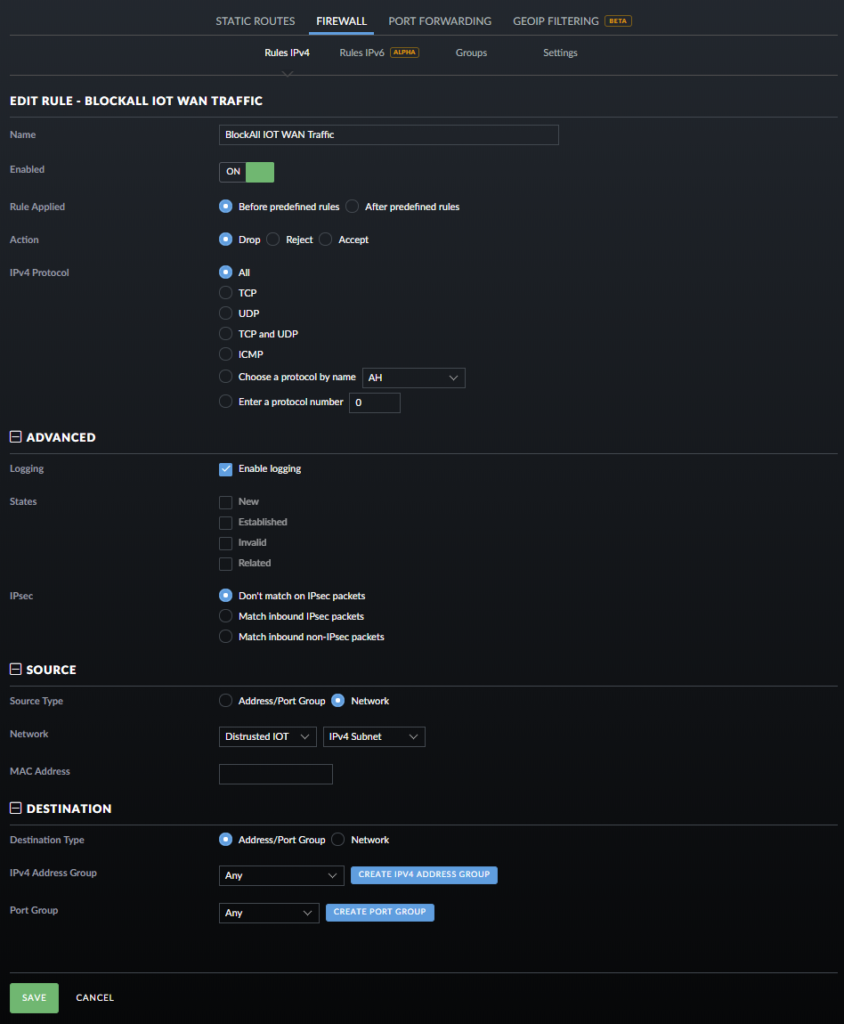 STATIC ROUTES FIREWALL PORT FORWARDING GEOIP FILTERING BETA
Rules IPv4 Rules IPv6 ALPHA Groups Settings
EDIT RULE - BLOCKALL IOT WAN TRAFFIC
Name BlockAll IOT WAN Traffic
Enabled ON
Rule Applied Before predefined rules After predefined rules
Action Drop Reject Accept
IPv4 Protocol All
TCP
UDP
TCP and UDP
ICMP
Choose a protocol by name AH
Enter a protocol number 0
ADVANCED
Logging Enable logging
States New
Established
Invalid
Related
IPsec Don't match on IPsec packets
Match inbound IPsec packets
Match inbound non-IPsec packets
SOURCE
Source Type Address/Port Group Network
Network Distrusted IOT IPv4 Subnet
MAC Address
DESTINATION
Destination Type Address/Port Group Network
IPv4 Address Group Any CREATE IPV4 ADDRESS GROUP
Port Group Any CREATE PORT GROUP
SAVE CANCEL